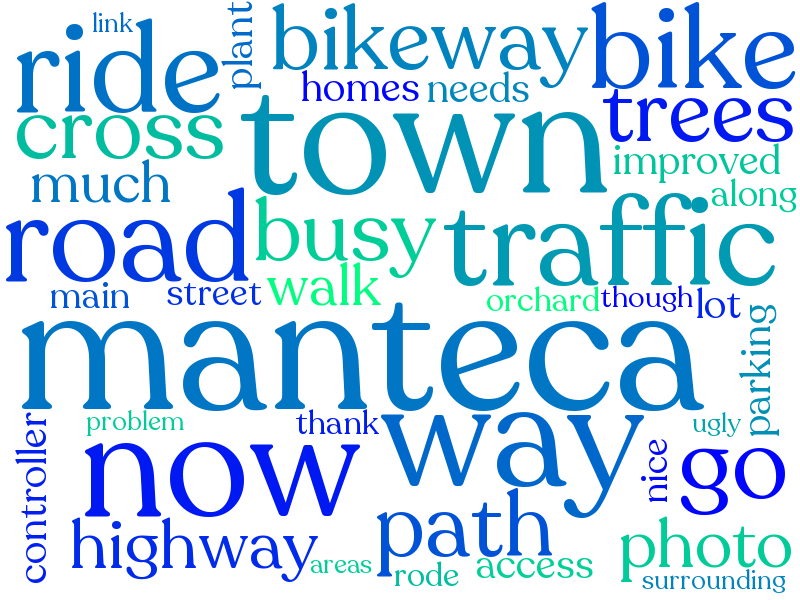 link
plant
bikeway
bike
ride
homes
needs
trees
cross
town
improved
much
along
road
busy
traffic
walk
main
street
orchard
though
lot
manteca
parking
problem
thank
way
ugly
controller
now
nice
go
highway
path
photo
areas
rode
access
surrounding